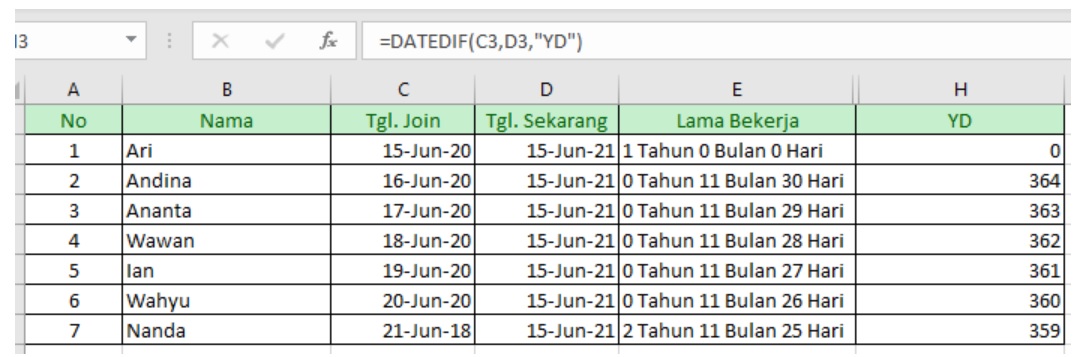 I3 fx =DATEDIF(C3,D3,"YD")
A B C D E H
No Nama Tgl. Join Tgl. Sekarang Lama Bekerja YD
1 Ari 15-Jun-20 15-Jun-21 1 Tahun 0 Bulan 0 Hari 0
2 Andina 16-Jun-20 15-Jun-21 0 Tahun 11 Bulan 30 Hari 364
3 Ananta 17-Jun-20 15-Jun-21 0 Tahun 11 Bulan 29 Hari 363
4 Wawan 18-Jun-20 15-Jun-21 0 Tahun 11 Bulan 28 Hari 362
5 Ian 19-Jun-20 15-Jun-21 0 Tahun 11 Bulan 27 Hari 361
6 Wahyu 20-Jun-20 15-Jun-21 0 Tahun 11 Bulan 26 Hari 360
7 Nanda 21-Jun-18 15-Jun-21 2 Tahun 11 Bulan 25 Hari 359